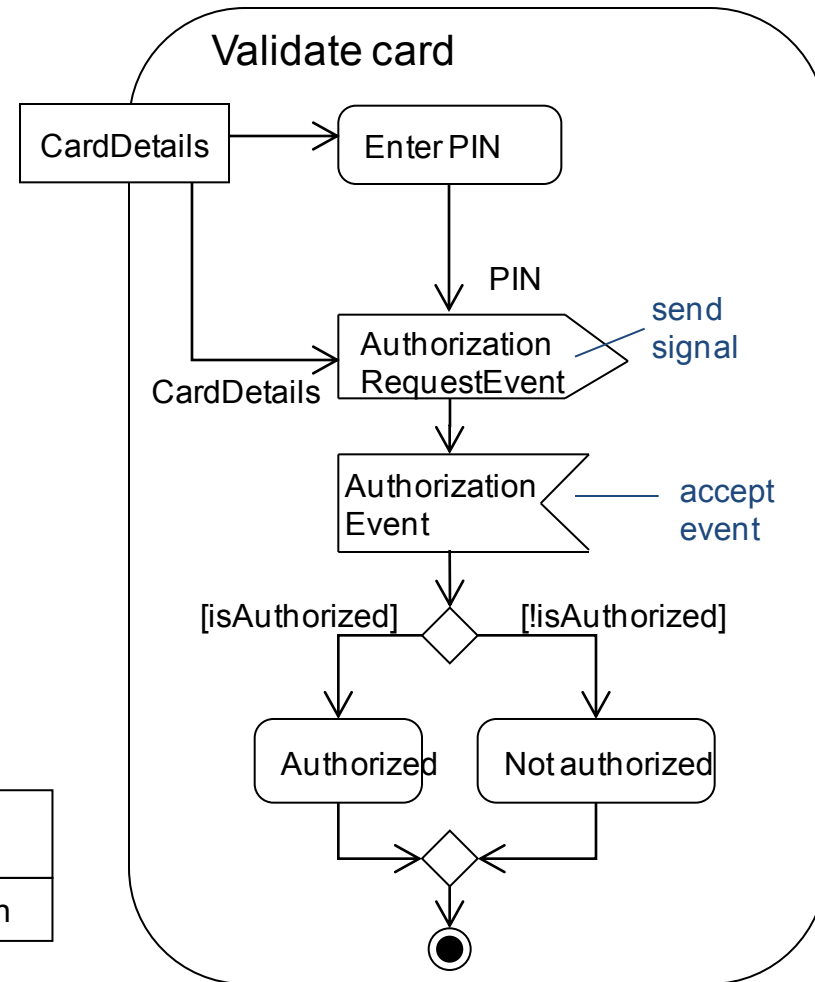 Validate card
CardDetails
Enter PIN
PIN
send
signal
Authorization
RequestEvent
CardDetails
Authorization
Event
accept
event
[isAuthorized]
[!isAuthorized]
Authorized
Not authorized